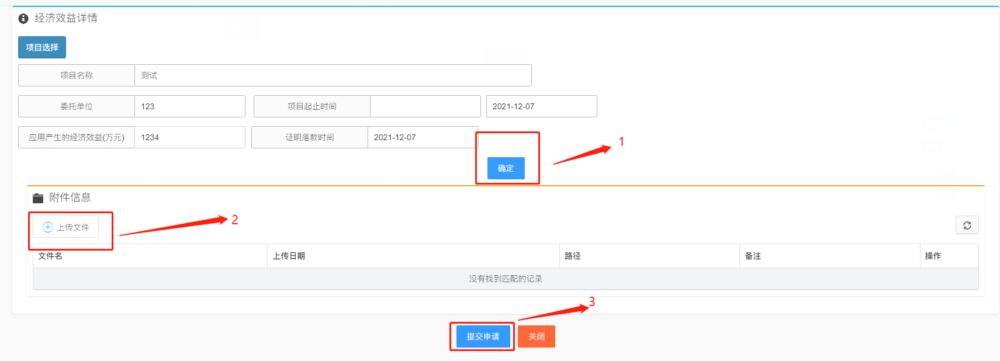 经济效益详情
项目选择
项目名称 测试
委托单位 123 项目起止时间 2021-12-07
应用产生的经济效益(万元) 1234 证明落款时间 2021-12-07
1
确定
附件信息
上传文件
2
文件名 上传日期 路径 备注 操作
没有找到匹配的记录
3
提交申请 关闭